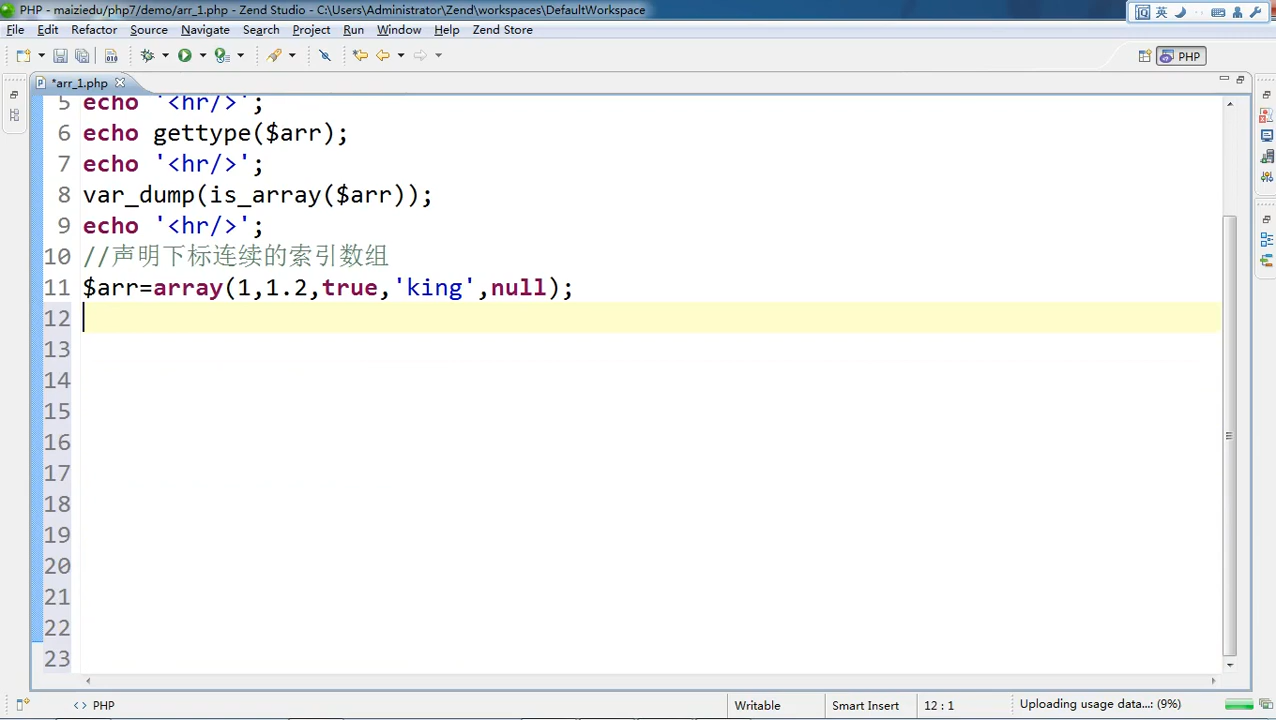 PHP - maiziedu/php7/demo/arr_1.php - Zend Studio - C:\Users\Administrator\Zend\workspaces\DefaultWorkspace
英
File Edit Refactor Source Navigate Search Project Run Window Help Zend Store
PHP
*arr_1.php
5 echo '<hr/>';
6 echo gettype($arr);
7 echo '<hr/>';
8 var_dump(is_array($arr));
9 echo '<hr/>';
10 //声明下标连续的索引数组
11 $arr=array(1,1.2,true,'king',null);
12
13
14
15
16
17
18
19
20
21
22
23
<> PHP Writable Smart Insert 12 : 1 Uploading usage data...: (9%)